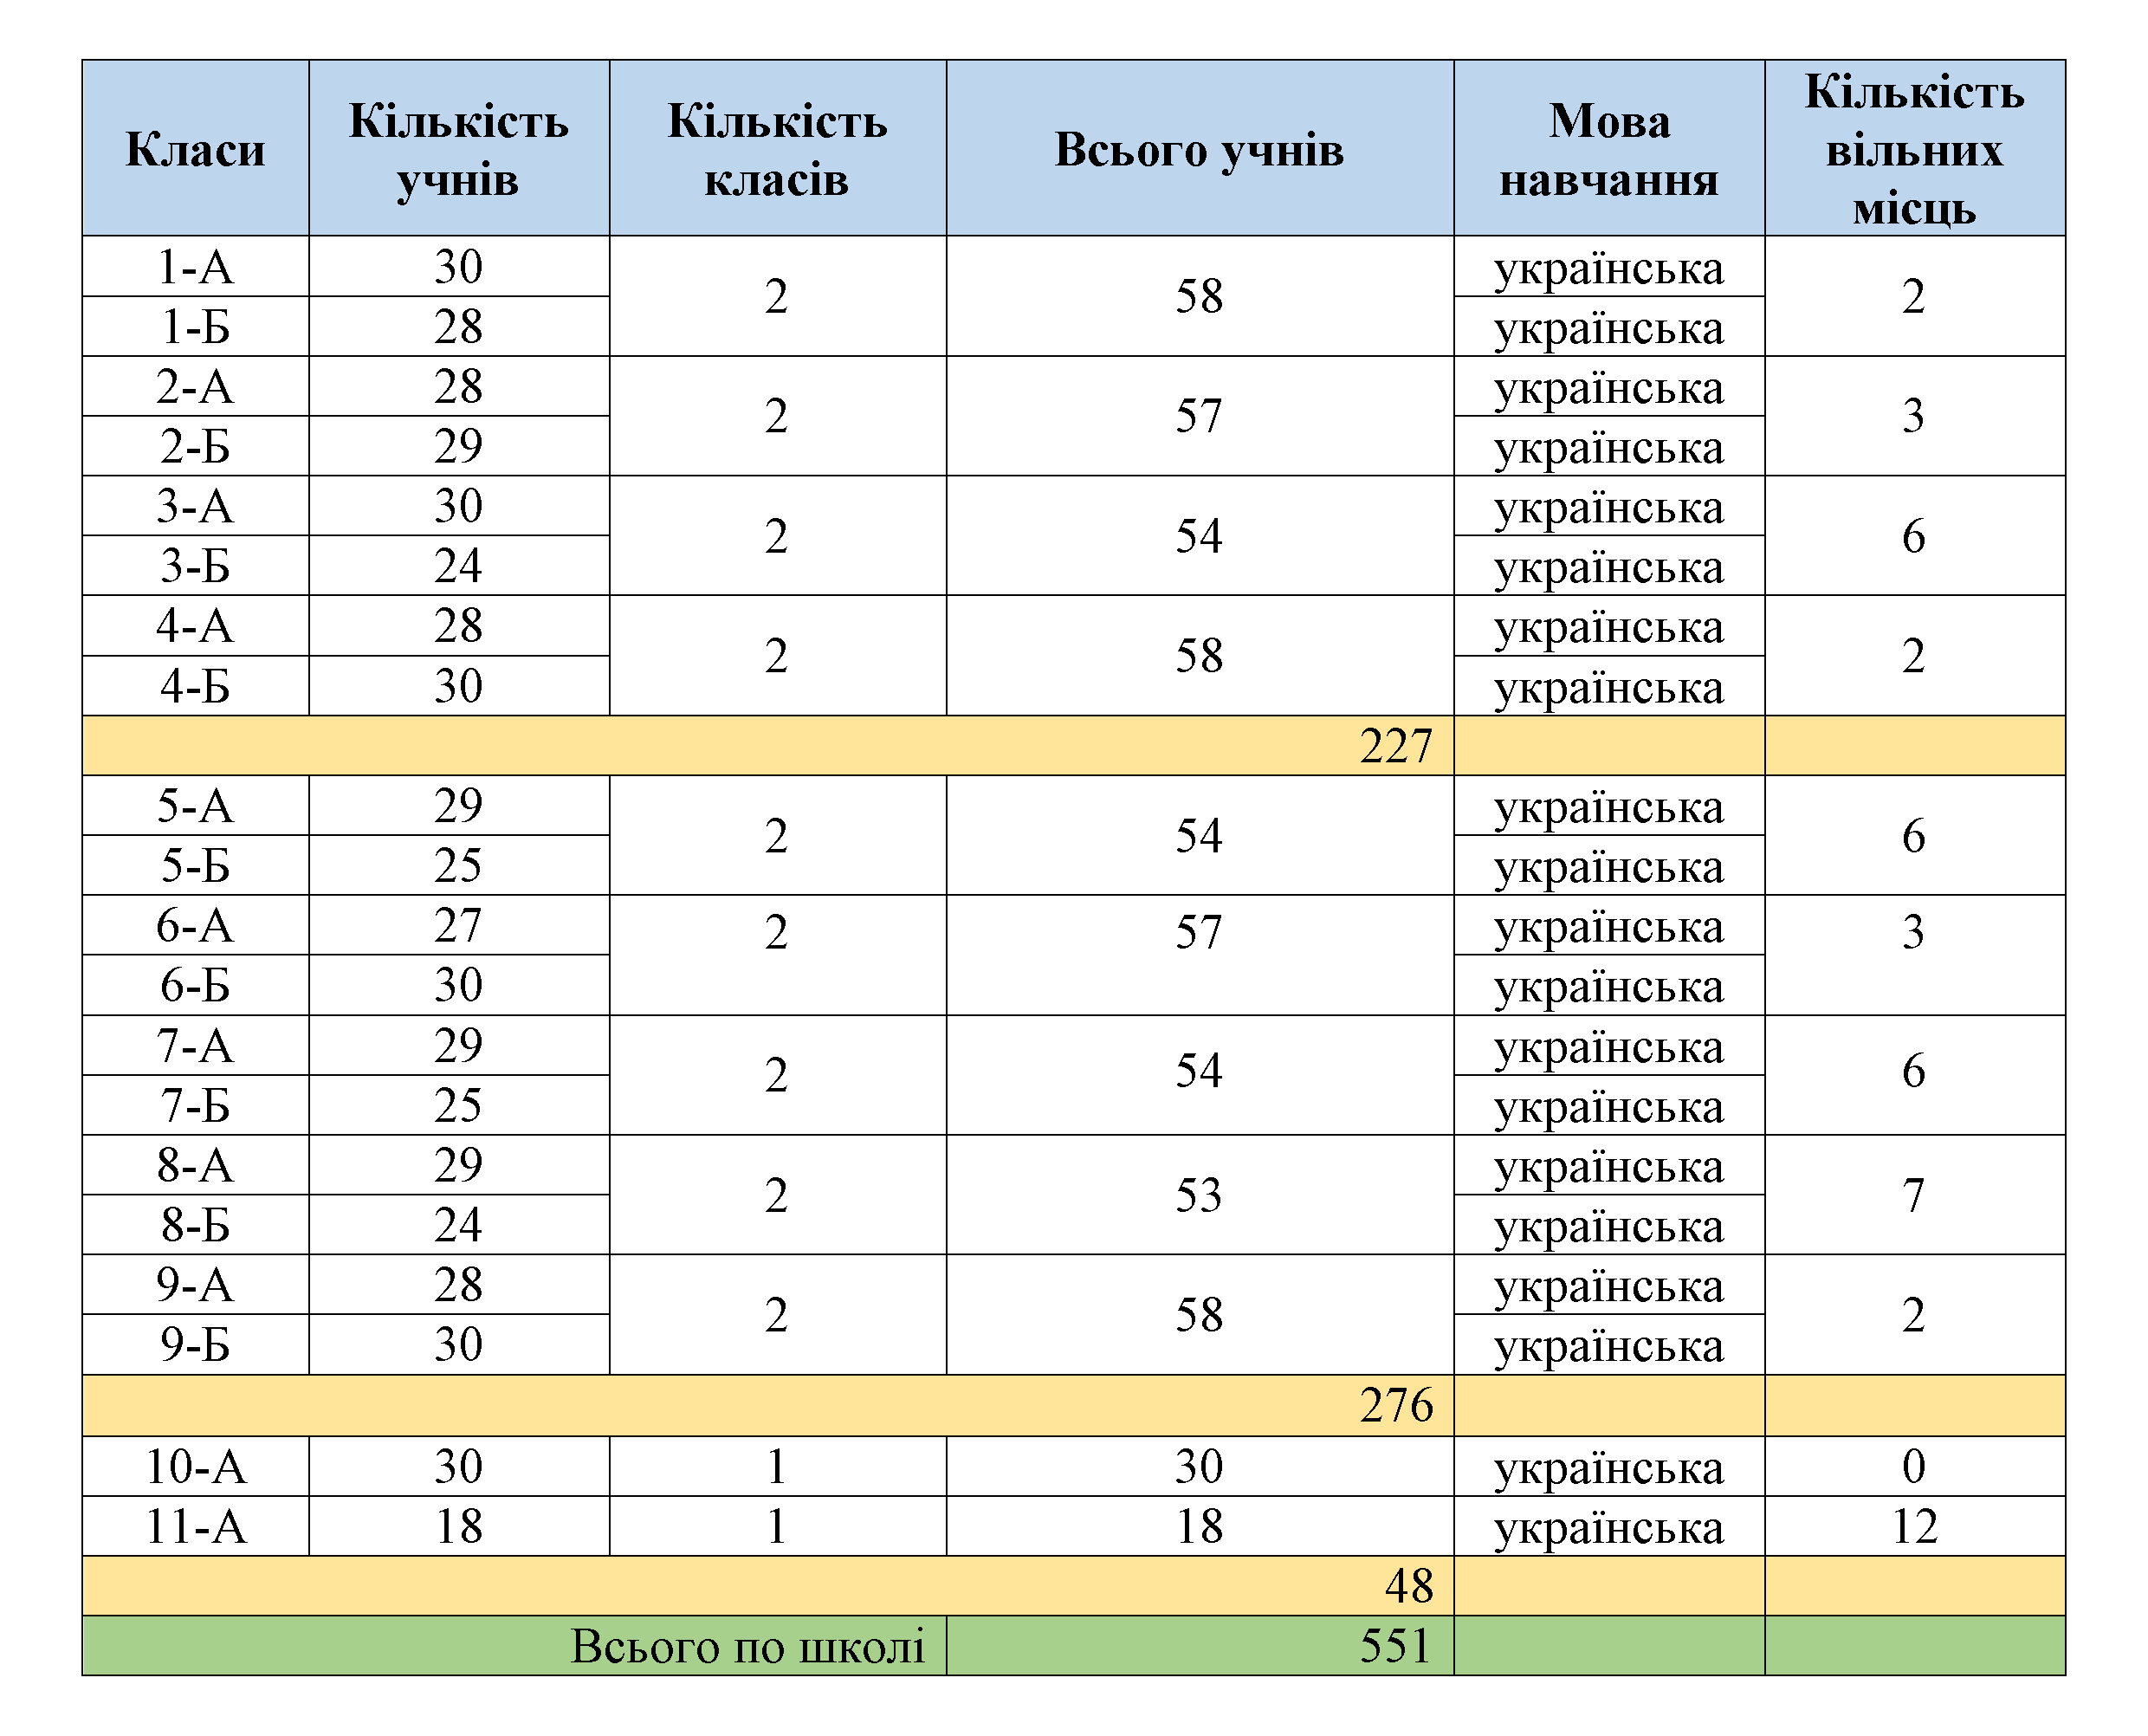 Класи Кількість учнів Кількість класів Всього учнів Мова навчання Кількість вільних місць
1-А 30 2 58 українська 2
1-Б 28 українська
2-А 28 2 57 українська 3
2-Б 29 українська
3-А 30 2 54 українська 6
3-Б 24 українська
4-А 28 2 58 українська 2
4-Б 30 українська
227
5-А 29 2 54 українська 6
5-Б 25 українська
6-А 27 2 57 українська 3
6-Б 30 українська
7-А 29 2 54 українська 6
7-Б 25 українська
8-А 29 2 53 українська 7
8-Б 24 українська
9-А 28 2 58 українська 2
9-Б 30 українська
276
10-А 30 1 30 українська 0
11-А 18 1 18 українська 12
48
Всього по школі 551